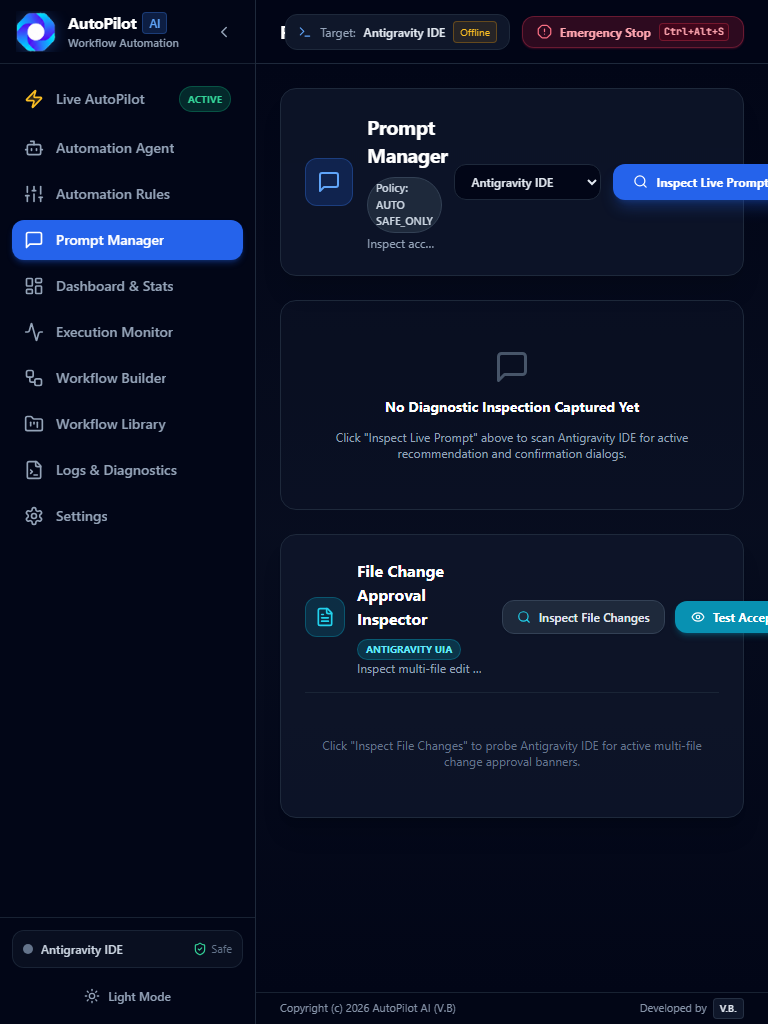 AutoPilot AI
Workflow Automation
Live AutoPilot ACTIVE
Automation Agent
Automation Rules
Prompt Manager
Dashboard & Stats
Execution Monitor
Workflow Builder
Workflow Library
Logs & Diagnostics
Settings
Antigravity IDE Safe
Light Mode
Target: Antigravity IDE Offline
Emergency Stop Ctrl+Alt+S
Prompt
Manager
Policy:
AUTO
SAFE_ONLY
Inspect acc...
Antigravity IDE
Inspect Live Prompt
No Diagnostic Inspection Captured Yet
Click "Inspect Live Prompt" above to scan Antigravity IDE for active
recommendation and confirmation dialogs.
File Change
Approval
Inspector
ANTIGRAVITY UIA
Inspect multi-file edit ...
Inspect File Changes
Test Accep
Click "Inspect File Changes" to probe Antigravity IDE for active multi-file
change approval banners.
Copyright (c) 2026 AutoPilot AI (V.B)
Developed by V.B.